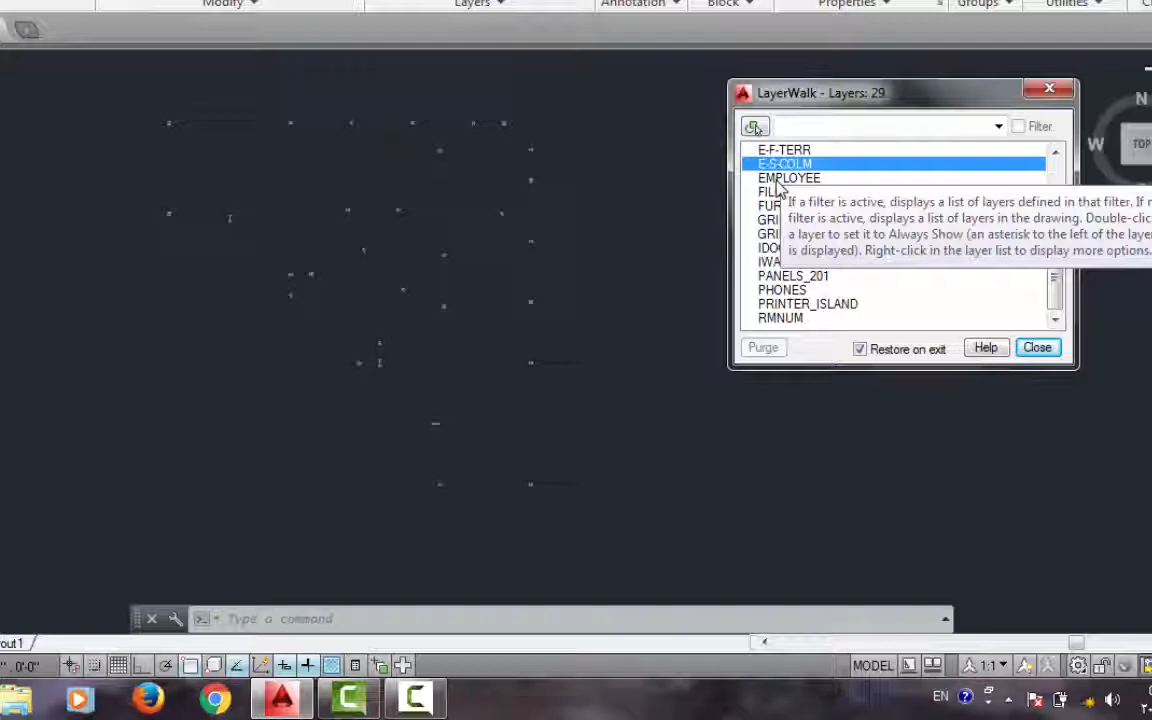 Modify
Layers
Annotation
Block
Properties
Groups
Utilities
LayerWalk - Layers: 29
N
W
TOP
Filter
E-F-TERR
E-S-COLM
EMPLOYEE
If a filter is active, displays a list of layers defined in that filter. If
filter is active, displays a list of layers in the drawing. Double-clic
a layer to set it to Always Show (an asterisk to the left of the laye
is displayed). Right-click in the layer list to display more options.
PANELS_201
PHONES
PRINTER_ISLAND
RMNUM
Purge
Restore on exit
Help
Close
Type a command
out1
0'-0"
MODEL
1:1
EN